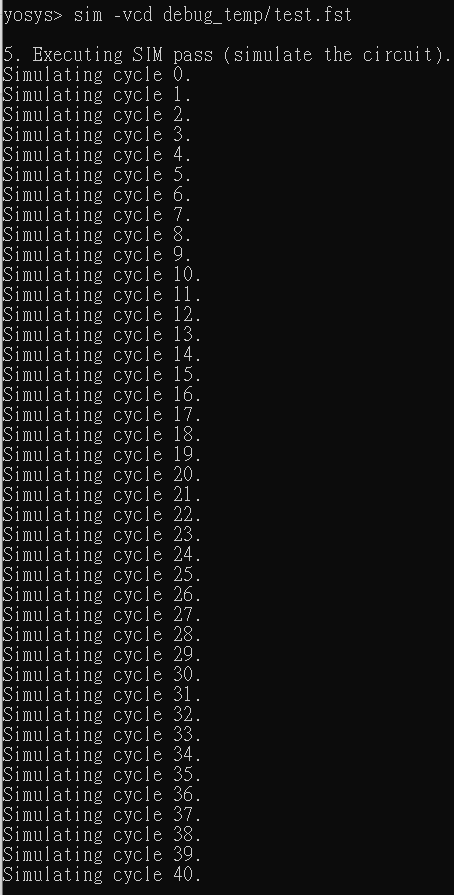 yosys> sim -vcd debug_temp/test.fst
5. Executing SIM pass (simulate the circuit).
Simulating cycle 0.
Simulating cycle 1.
Simulating cycle 2.
Simulating cycle 3.
Simulating cycle 4.
Simulating cycle 5.
Simulating cycle 6.
Simulating cycle 7.
Simulating cycle 8.
Simulating cycle 9.
Simulating cycle 10.
Simulating cycle 11.
Simulating cycle 12.
Simulating cycle 13.
Simulating cycle 14.
Simulating cycle 15.
Simulating cycle 16.
Simulating cycle 17.
Simulating cycle 18.
Simulating cycle 19.
Simulating cycle 20.
Simulating cycle 21.
Simulating cycle 22.
Simulating cycle 23.
Simulating cycle 24.
Simulating cycle 25.
Simulating cycle 26.
Simulating cycle 27.
Simulating cycle 28.
Simulating cycle 29.
Simulating cycle 30.
Simulating cycle 31.
Simulating cycle 32.
Simulating cycle 33.
Simulating cycle 34.
Simulating cycle 35.
Simulating cycle 36.
Simulating cycle 37.
Simulating cycle 38.
Simulating cycle 39.
Simulating cycle 40.